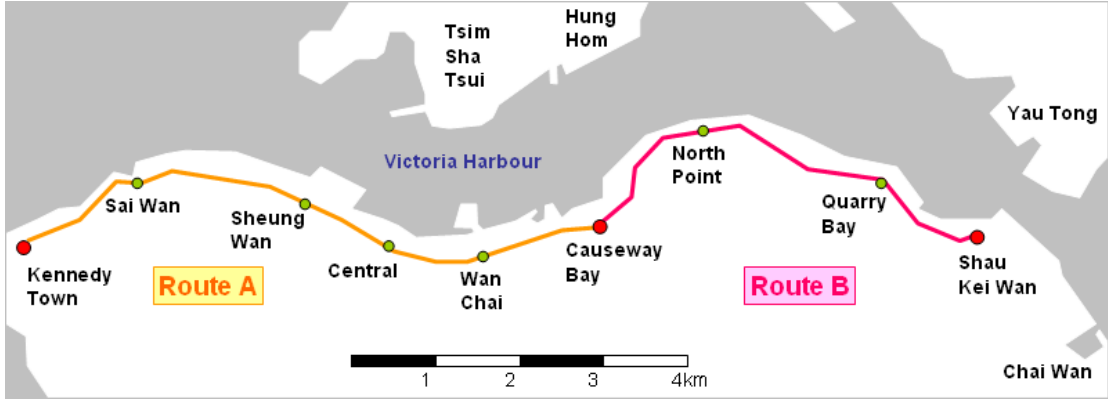 Tsim
Sha
Tsui
Hung
Hom
Yau Tong
Victoria Harbour
North
Point
Sai Wan
Sheung
Wan
Quarry
Bay
Kennedy
Town
Central
Wan
Chai
Causeway
Bay
Shau
Kei Wan
Route A
Route B
1
2
3
4km
Chai Wan